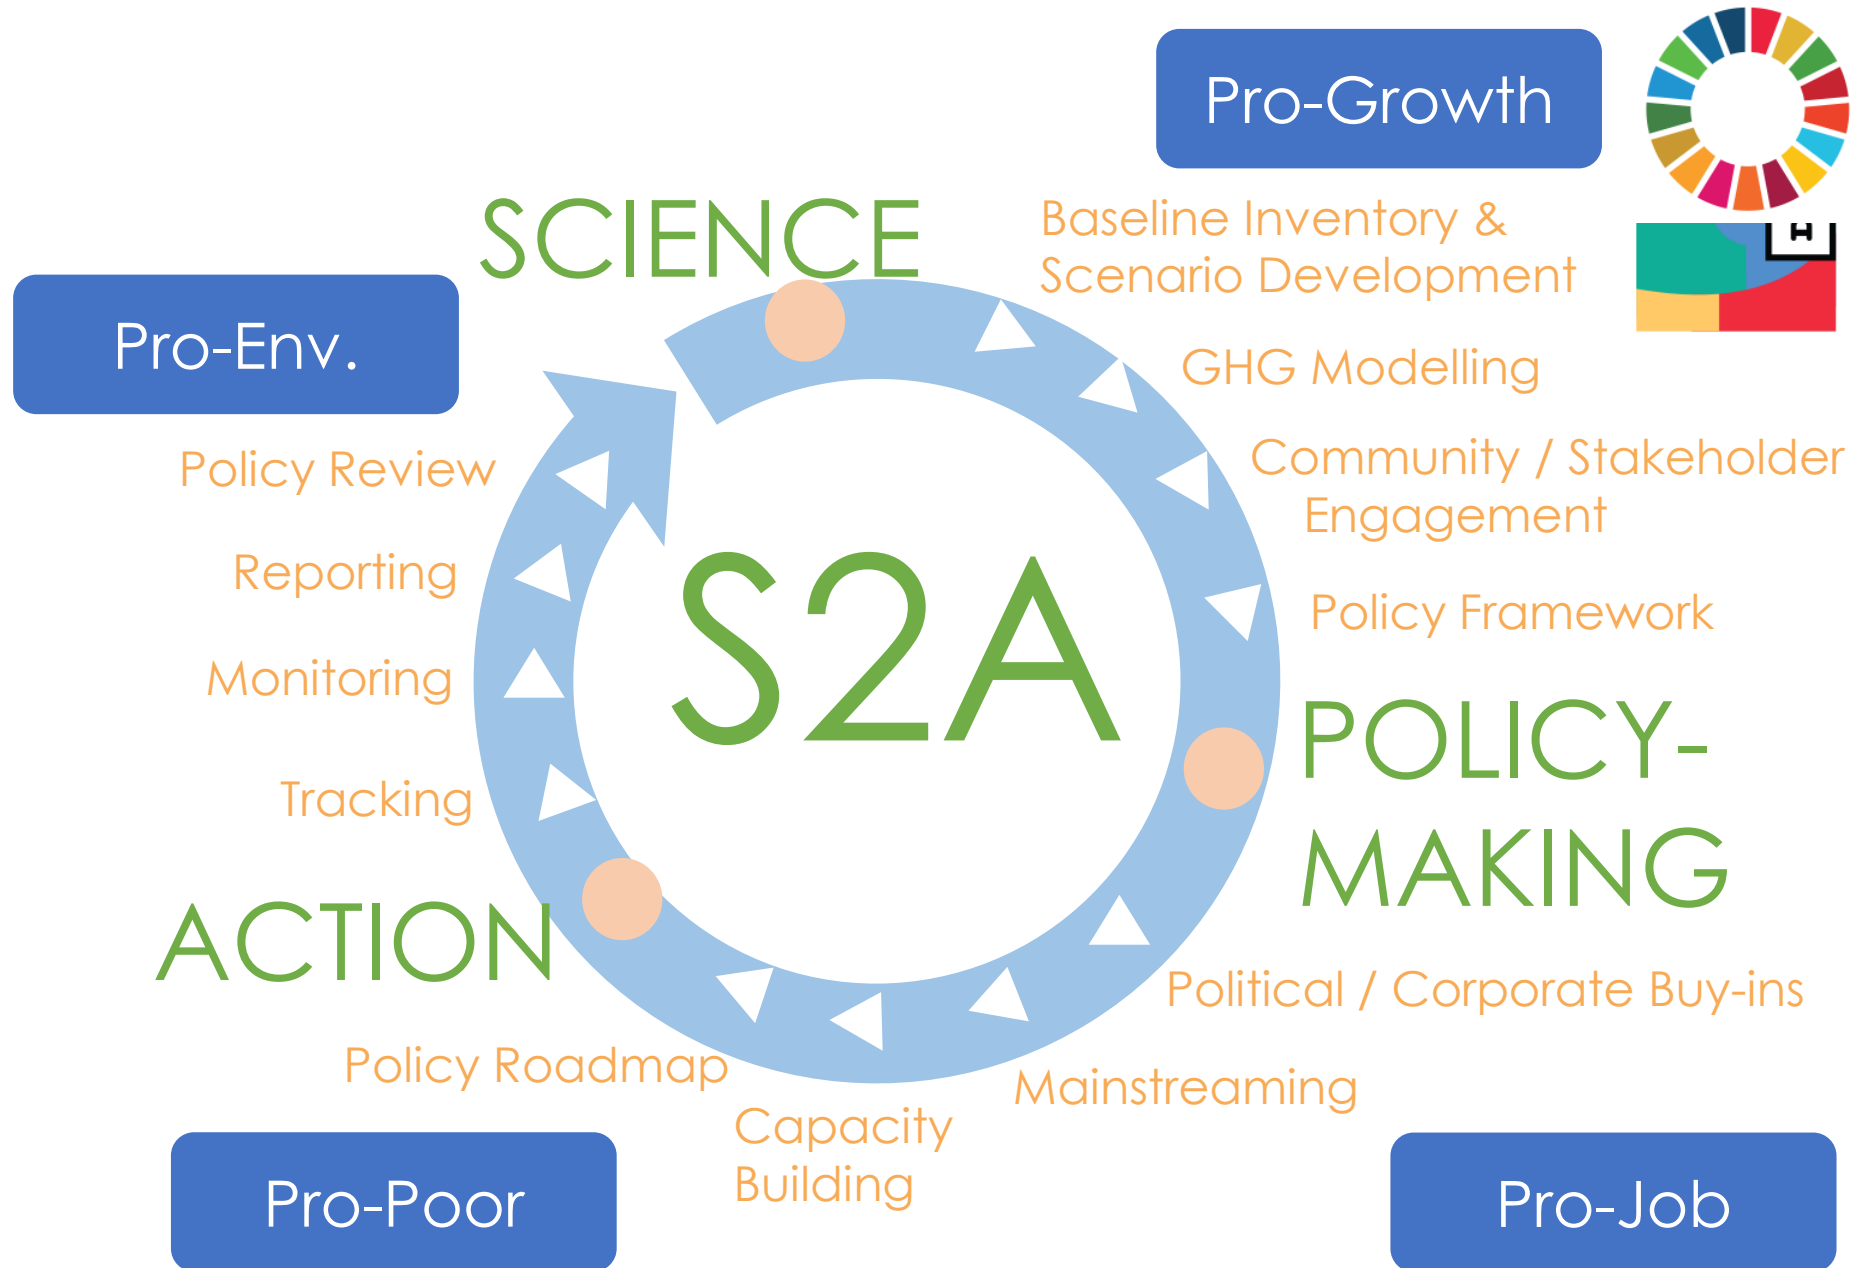 Pro-Growth
SCIENCE
Baseline Inventory &
Scenario Development
Pro-Env.
GHG Modelling
Community / Stakeholder
Engagement
Policy Review
Reporting
Policy Framework
S2A
Monitoring
POLICY-
MAKING
Tracking
ACTION
Political / Corporate Buy-ins
Policy Roadmap
Mainstreaming
Capacity
Building
Pro-Poor
Pro-Job